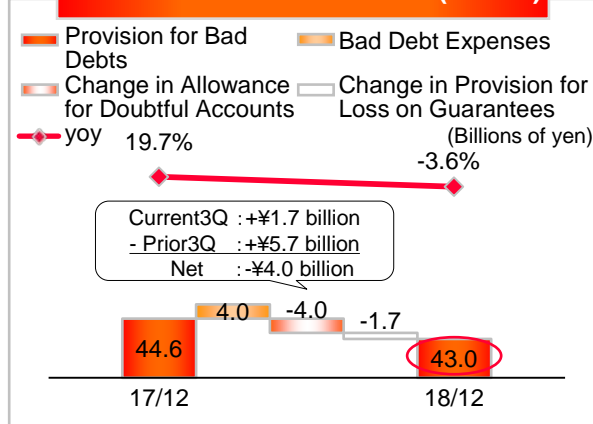 Provision for Bad
Debts
Bad Debt Expenses
Change in Allowance
for Doubtful Accounts
Change in Provision for
Loss on Guarantees
yoy
(Billions of yen)
19.7%
-3.6%
Current3Q : +¥1.7 billion
- Prior3Q : +¥5.7 billion
Net : -¥4.0 billion
4.0
-4.0
-1.7
44.6
43.0
17/12
18/12